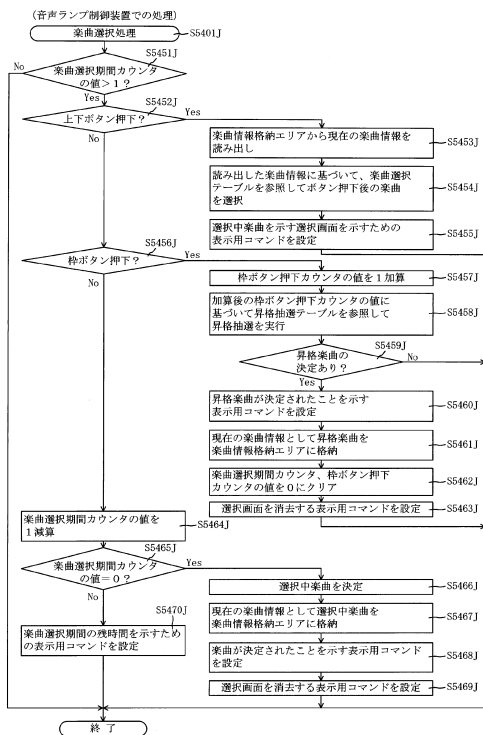 (音声ランプ制御装置での処理)
楽曲選択処理
S5401J
S5451J
楽曲選択期間カウンタ
の値>1?
No
Yes
S5452J
上下ボタン押下?
Yes
No
楽曲情報格納エリアから現在の楽曲情報を
読み出し
S5453J
読み出した楽曲情報に基づいて、楽曲選択
テーブルを参照してボタン押下後の楽曲
を選択
S5454J
選択中楽曲を示す選択画面を示すための
表示用コマンドを設定
S5455J
S5456J
枠ボタン押下?
Yes
No
枠ボタン押下カウンタの値を1加算
S5457J
加算後の枠ボタン押下カウンタの値に
基づいて昇格抽選テーブルを参照して
昇格抽選を実行
S5458J
S5459J
昇格楽曲の
決定あり?
No
Yes
昇格楽曲が決定されたことを示す
表示用コマンドを設定
S5460J
現在の楽曲情報として昇格楽曲を
楽曲情報格納エリアに格納
S5461J
楽曲選択期間カウンタ、枠ボタン押下
カウンタの値を0にクリア
S5462J
選択画面を消去する表示用コマンドを設定
S5463J
楽曲選択期間カウンタの値を
1減算
S5464J
S5465J
楽曲選択期間カウンタ
の値=0?
Yes
No
選択中楽曲を決定
S5466J
現在の楽曲情報として選択中楽曲を
楽曲情報格納エリアに格納
S5467J
楽曲が決定されたことを示す表示用コマンド
を設定
S5468J
選択画面を消去する表示用コマンドを設定
S5469J
S5470J
楽曲選択期間の残時間を示すため
の表示用コマンドを設定
終了